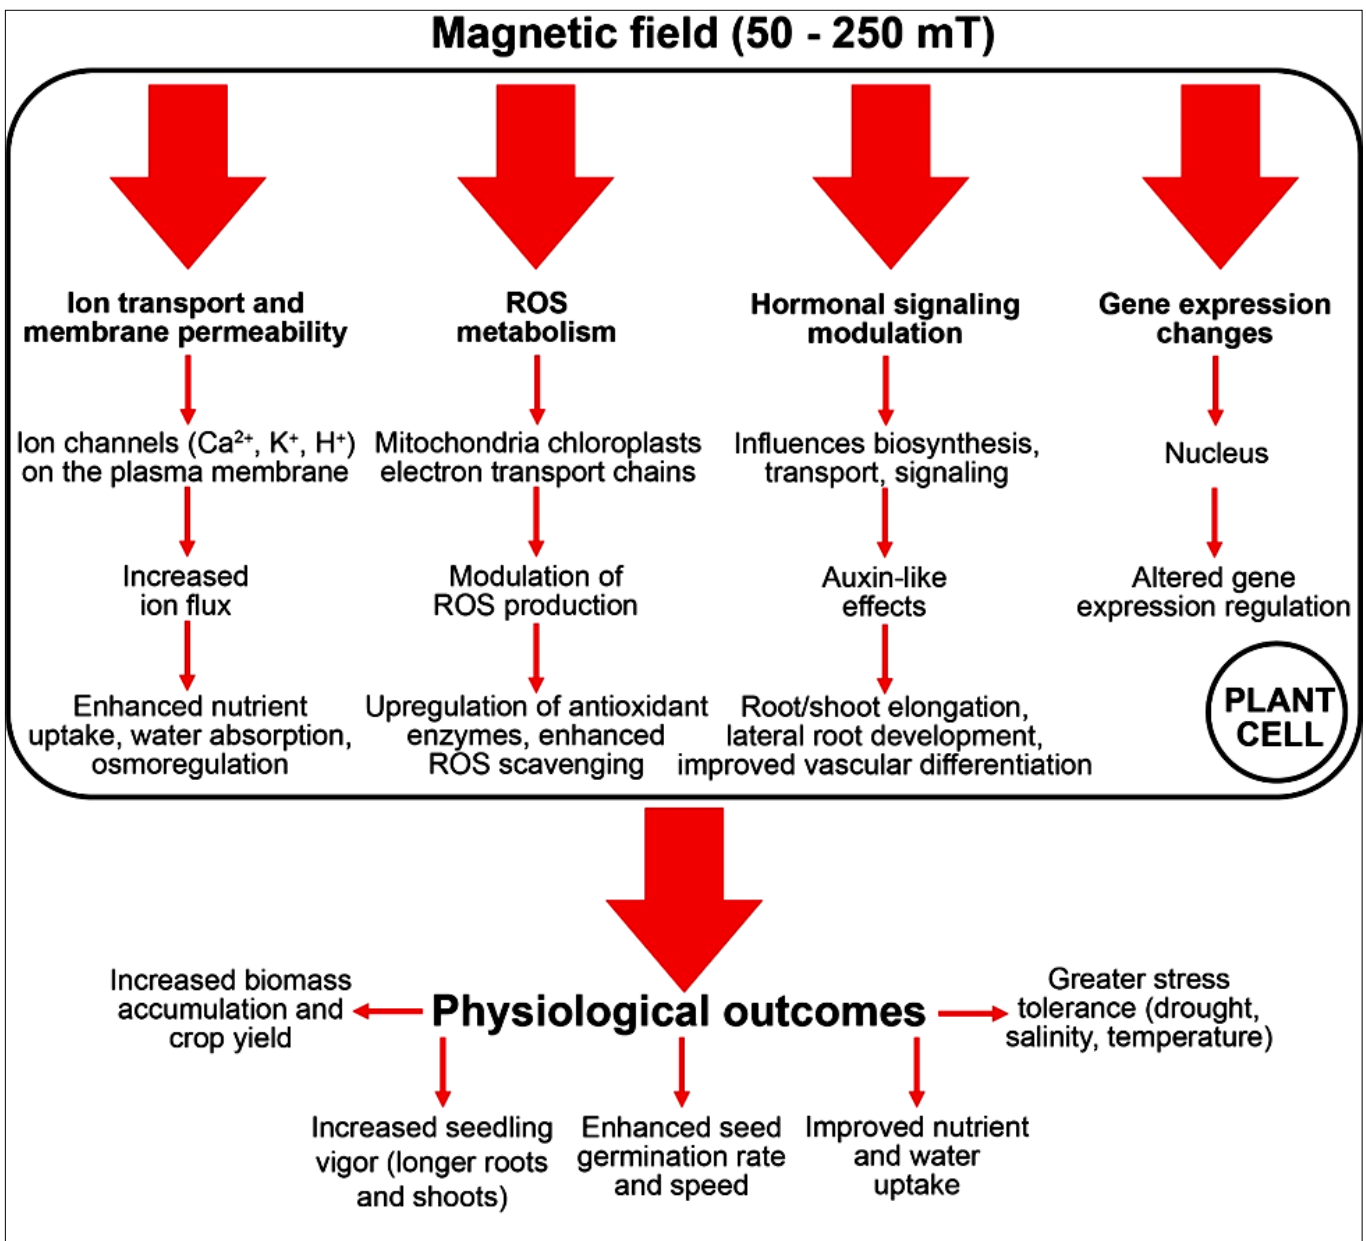 Magnetic field (50 - 250 mT)
Ion transport and
membrane permeability
Ion channels (Ca²⁺, K⁺, H⁺)
on the plasma membrane
Increased
ion flux
Enhanced nutrient
uptake, water absorption,
osmoregulation
ROS
metabolism
Mitochondria chloroplasts
electron transport chains
Modulation of
ROS production
Upregulation of antioxidant
enzymes, enhanced
ROS scavenging
Hormonal signaling
modulation
Influences biosynthesis,
transport, signaling
Auxin-like
effects
Root/shoot elongation,
lateral root development,
improved vascular differentiation
Gene expression
changes
Nucleus
Altered gene
expression regulation
PLANT
CELL
Physiological outcomes
Increased biomass
accumulation and
crop yield
Increased seedling
vigor (longer roots
and shoots)
Enhanced seed
germination rate
and speed
Improved nutrient
and water
uptake
Greater stress
tolerance (drought,
salinity, temperature)